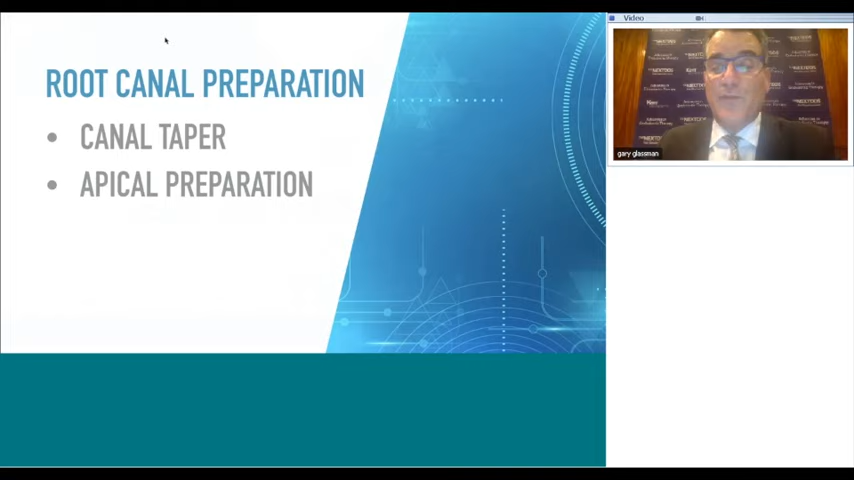 Video
ROOT CANAL PREPARATION
• CANAL TAPER
• APICAL PREPARATION
gary glassman